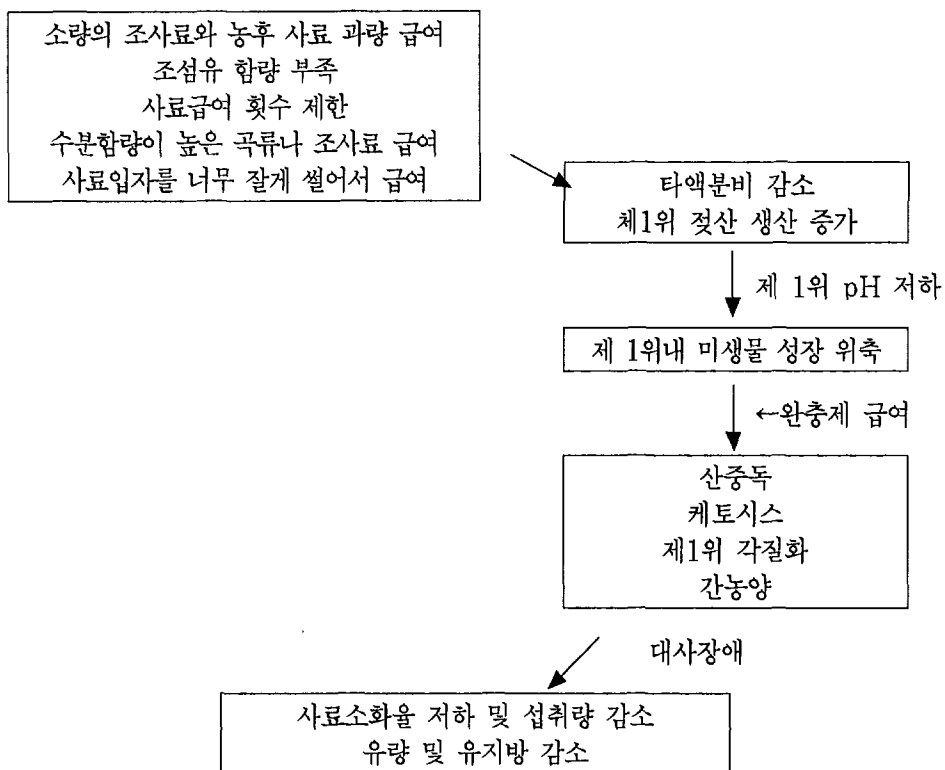 소량의 조사료와 농후 사료 과량 급여
조섬유 함량 부족
사료급여 횟수 제한
수분함량이 높은 곡류나 조사료 급여
사료입자를 너무 잘게 썰어서 급여
타액분비 감소
체1위 젖산 생산 증가
제 1위 pH 저하
제 1위내 미생물 성장 위축
←완충제 급여
산중독
케토시스
제1위 각질화
간농양
대사장애
사료소화율 저하 및 섭취량 감소
유량 및 유지방 감소